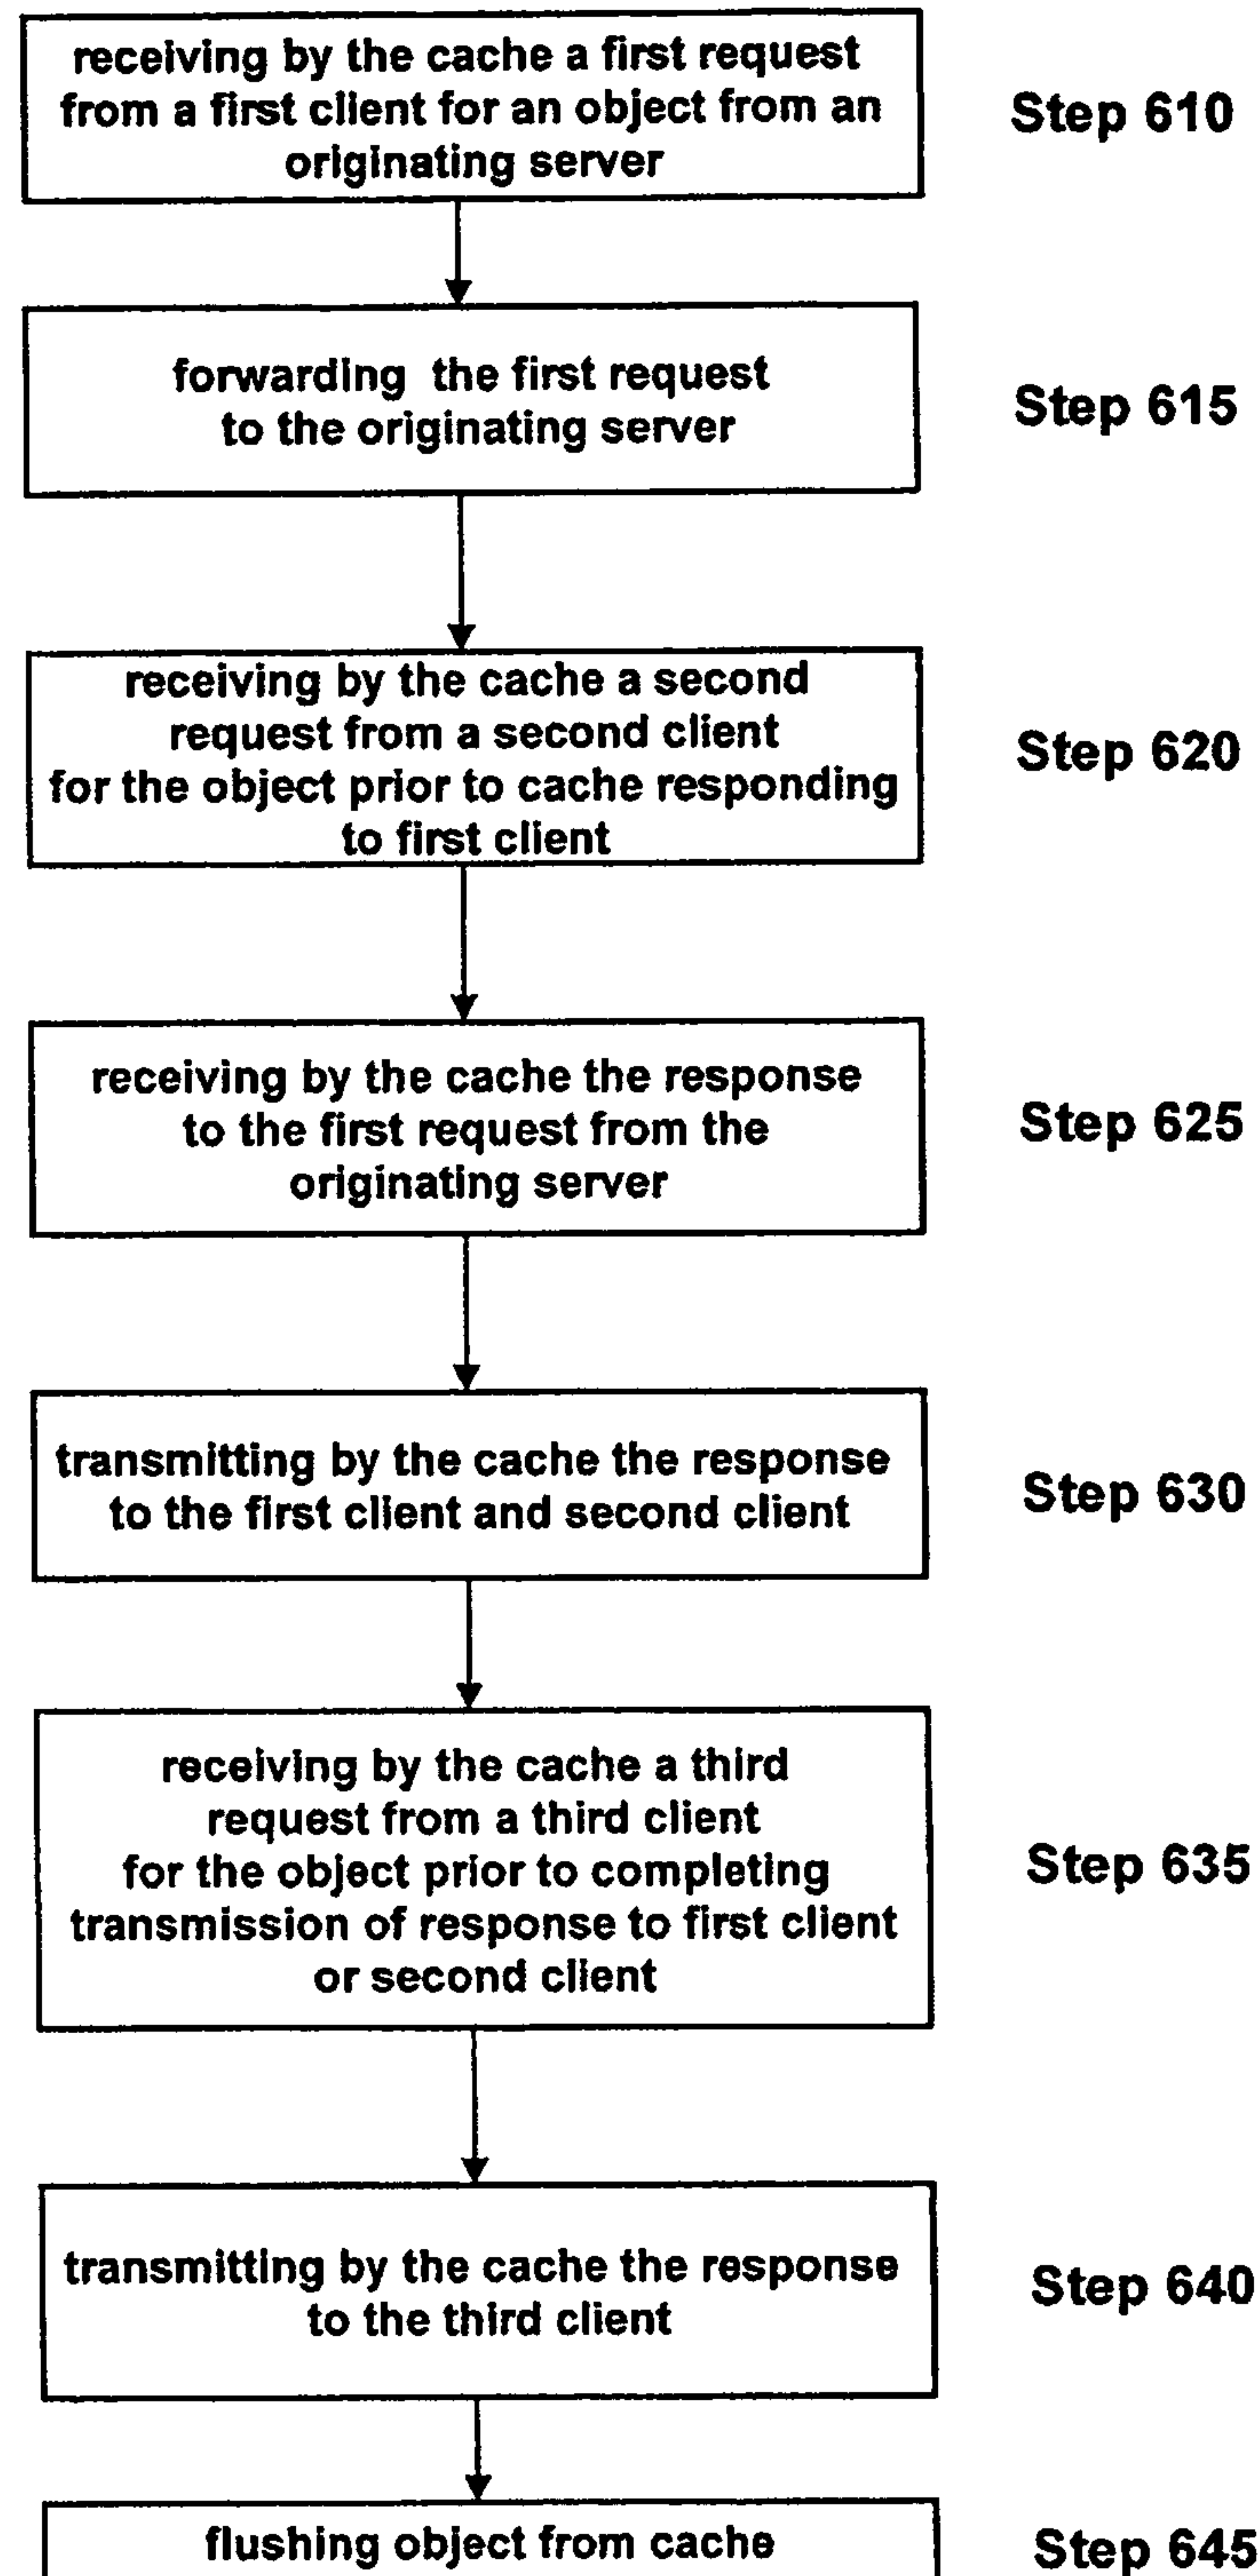 receiving by the cache a first request
from a first client for an object from an
originating server
Step 610
forwarding the first request
to the originating server
Step 615
receiving by the cache a second
request from a second client
for the object prior to cache responding
to first client
Step 620
receiving by the cache the response
to the first request from the
originating server
Step 625
transmitting by the cache the response
to the first client and second client
Step 630
receiving by the cache a third
request from a third client
for the object prior to completing
transmission of response to first client
or second client
Step 635
transmitting by the cache the response
to the third client
Step 640
flushing object from cache
Step 645